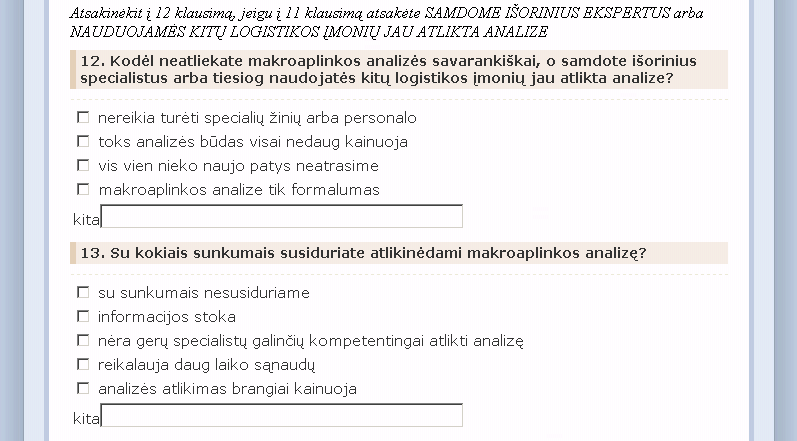 Atsakinėkit į 12 klausimą, jeigu į 11 klausimą atsakėte SAMDOME IŠORINIUS EKSPERTUS arba
NAUDUOJAMĖS KITŲ LOGISTIKOS ĮMONIŲ JAU ATLIKTA ANALIZE
12. Kodėl neatliekate makroaplinkos analizės savarankiškai, o samdote išorinius
specialistus arba tiesiog naudojatės kitų logistikos įmonių jau atlikta analize?
nereikia turėti specialių žinių arba personalo
toks analizės būdas visai nedaug kainuoja
vis vien nieko naujo patys neatrasime
makroaplinkos analize tik formalumas
kita
13. Su kokiais sunkumais susiduriate atlikinėdami makroaplinkos analizę?
su sunkumais nesusiduriame
informacijos stoka
nėra gerų specialistų galinčių kompetentingai atlikti analizę
reikalauja daug laiko sąnaudų
analizės atlikimas brangiai kainuoja
kita